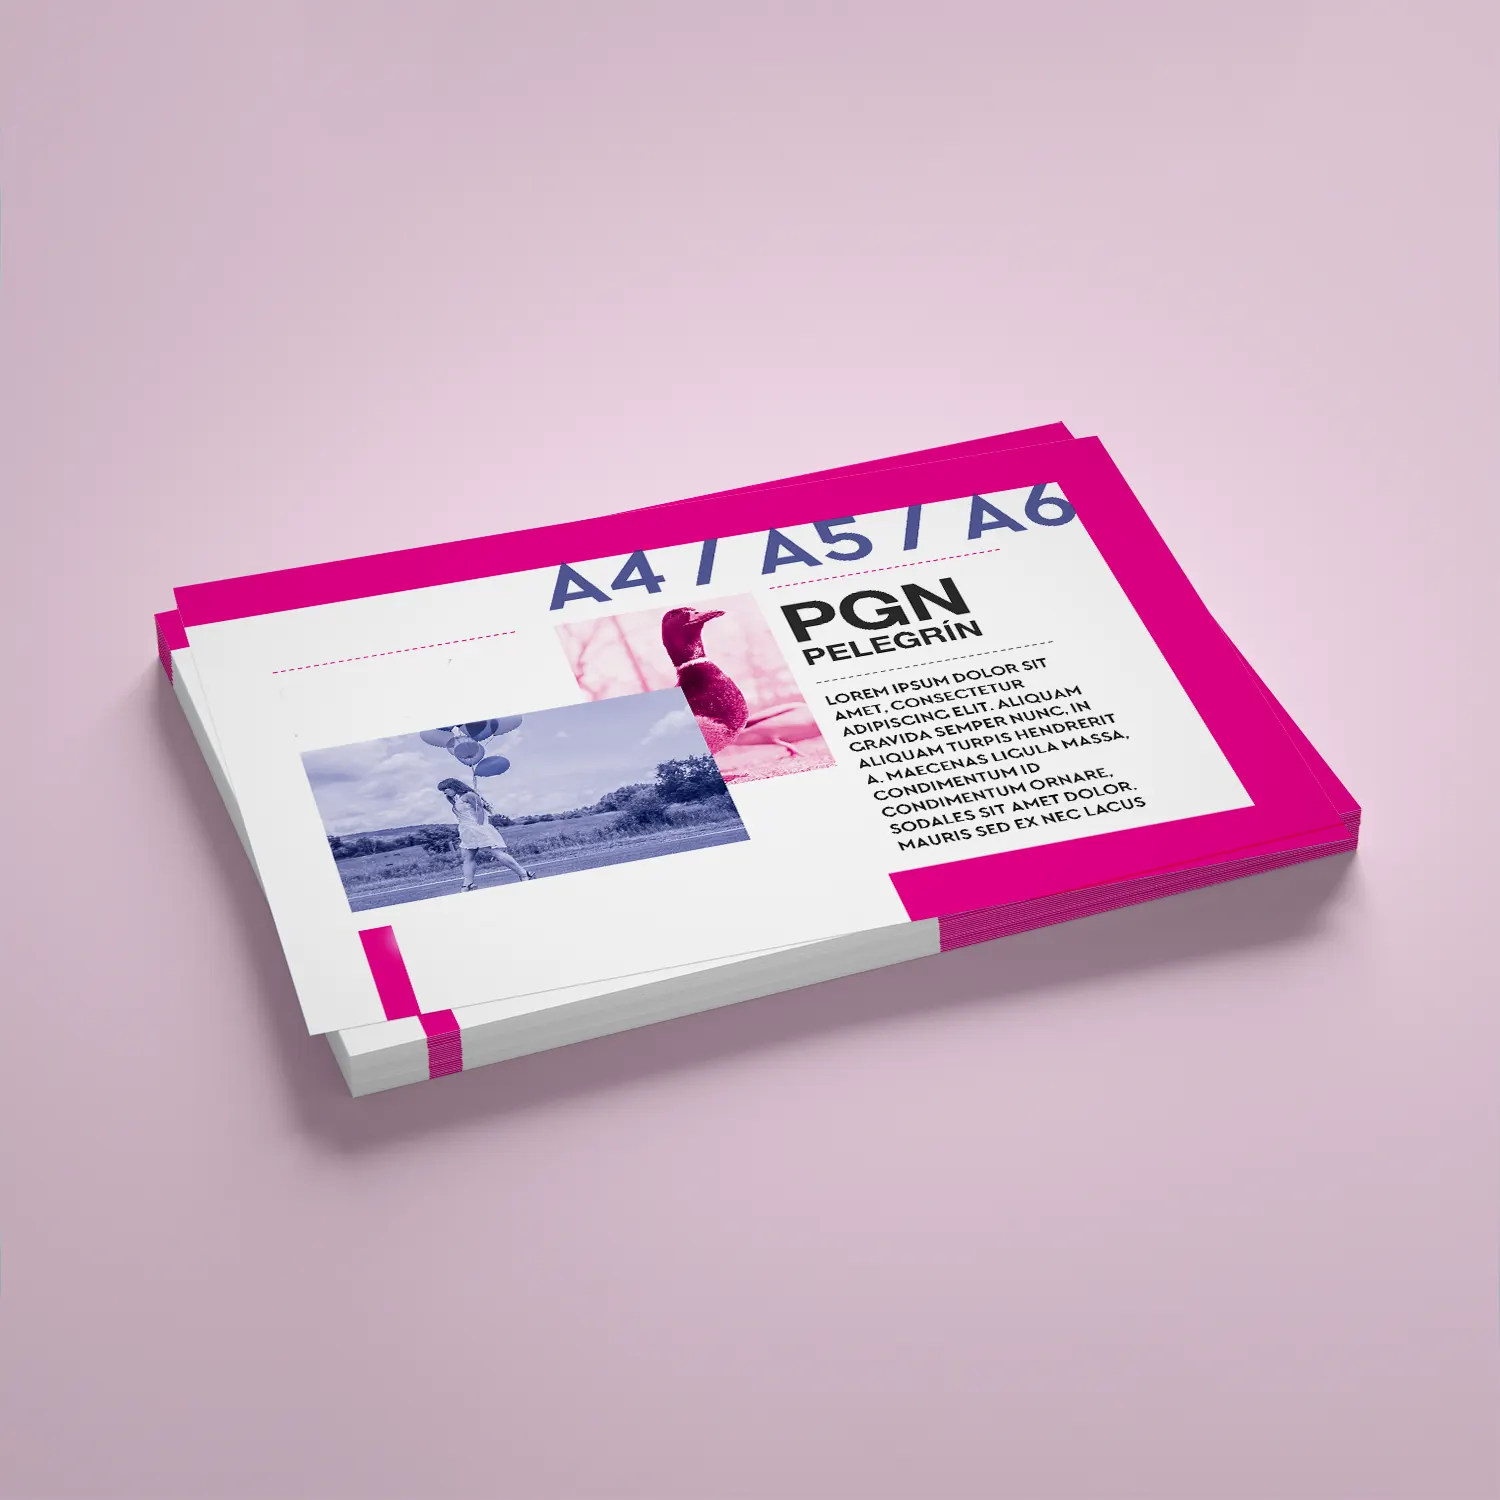 A4 / A5 / A6
PGN
PELEGRÍN
LOREM IPSUM DOLOR SIT
AMET, CONSECTETUR
ADIPISCING ELIT. ALIQUAM
GRAVIDA SEMPER NUNC, IN
ALIQUAM TURPIS HENDRERIT
A. MAECENAS LIGULA MASSA,
CONDIMENTUM ID
CONDIMENTUM ORNARE,
SODALES SIT AMET DOLOR.
MAURIS SED EX NEC LACUS